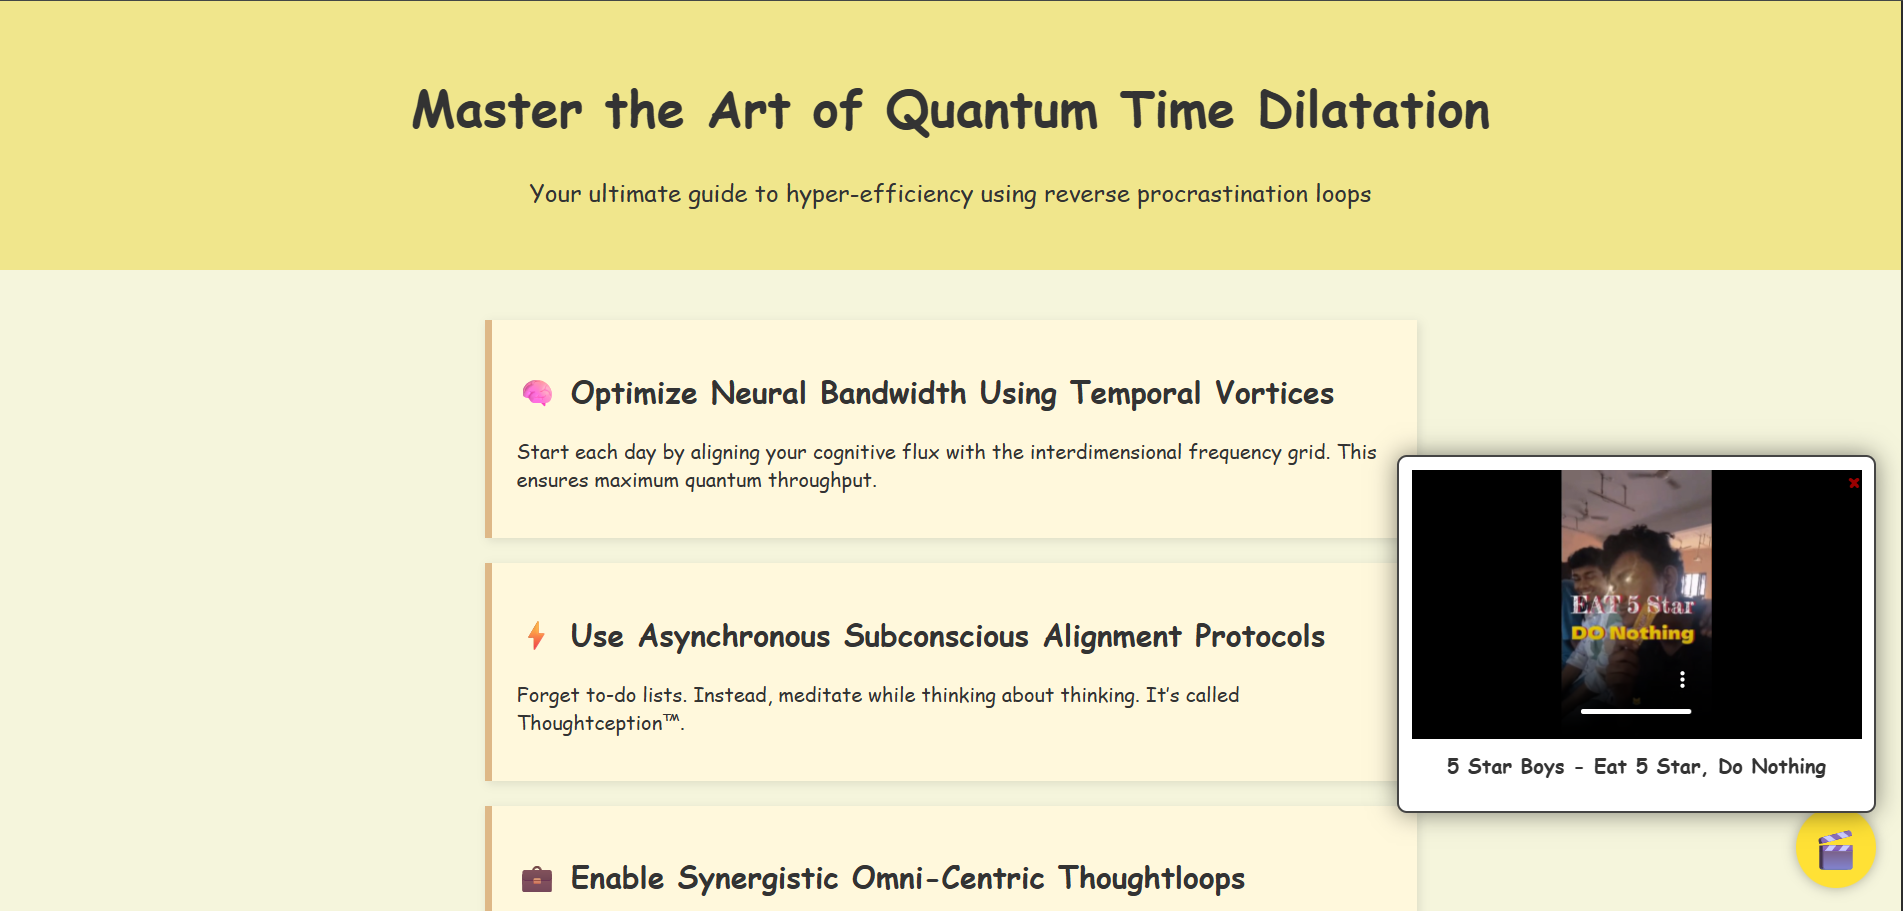 Master the Art of Quantum Time Dilatation
Your ultimate guide to hyper-efficiency using reverse procrastination loops
🧠 Optimize Neural Bandwidth Using Temporal Vortices
Start each day by aligning your cognitive flux with the interdimensional frequency grid. This
ensures maximum quantum throughput.
⚡ Use Asynchronous Subconscious Alignment Protocols
Forget to-do lists. Instead, meditate while thinking about thinking. It's called
Thoughtception™.
💼 Enable Synergistic Omni-Centric Thoughtloops
EAT 5 Star
DO Nothing
5 Star Boys - Eat 5 Star, Do Nothing